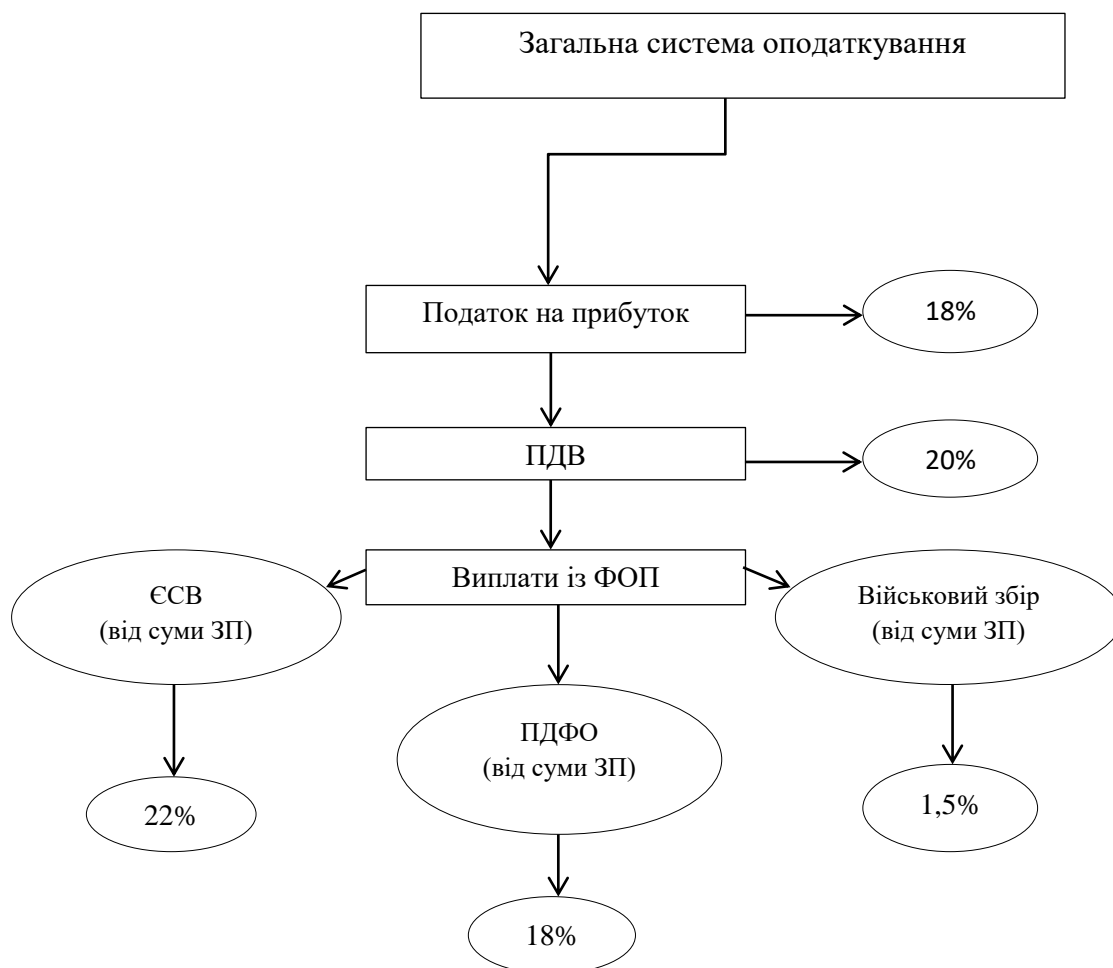 Загальна система оподаткування
Податок на прибуток
18%
ПДВ
20%
Виплати із ФОП
ЄСВ
(від суми ЗП)
Військовий збір
(від суми ЗП)
ПДФО
(від суми ЗП)
22%
1,5%
18%